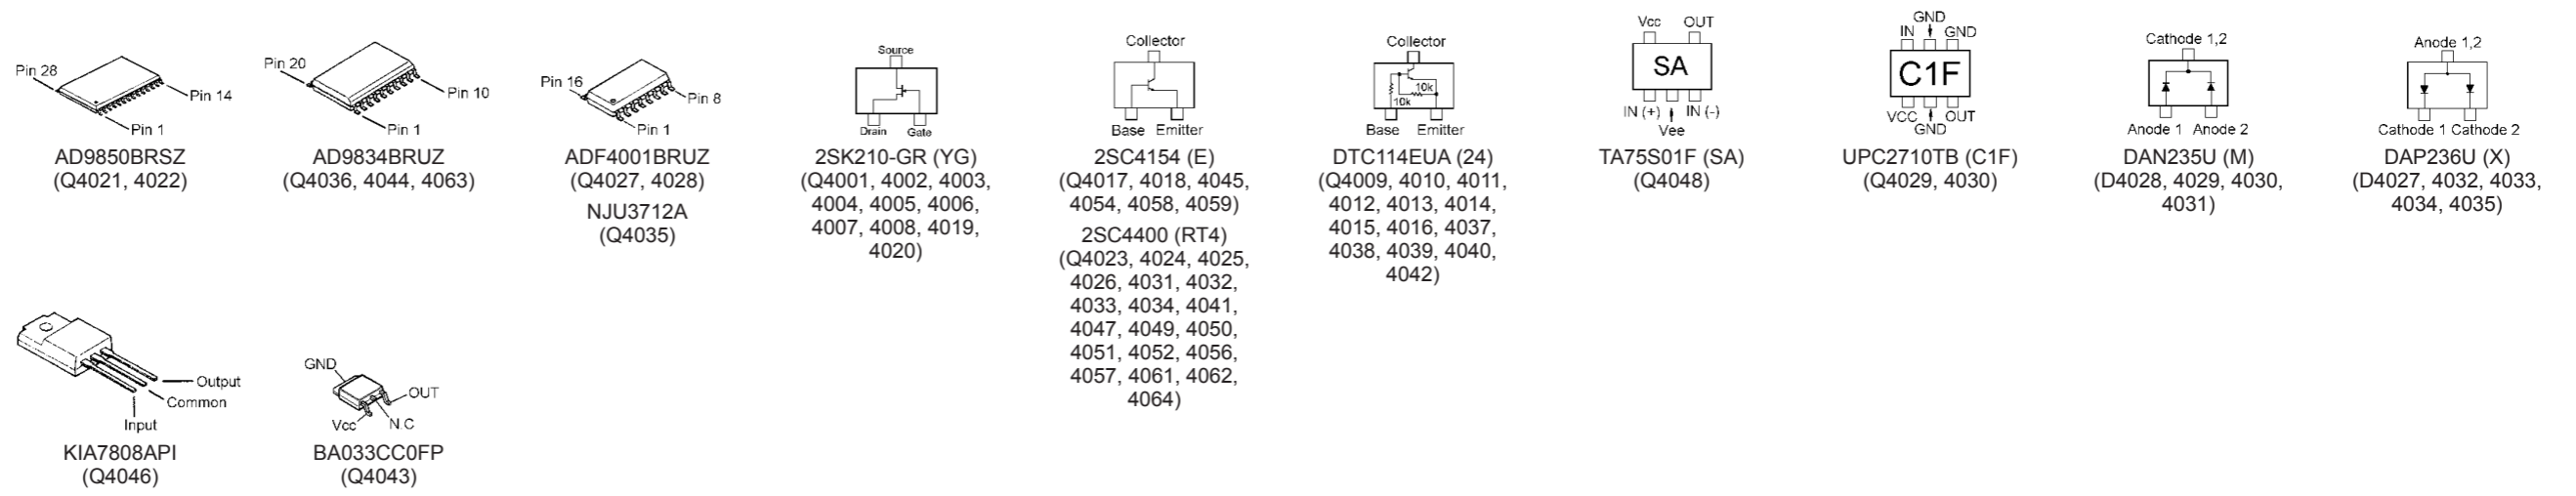 Pin 28
Pin 14
Pin 1
AD9850BRSZ
(Q4021, 4022)
Pin 20
Pin 10
Pin 1
AD9834BRUZ
(Q4036, 4044, 4063)
Pin 16
Pin 8
Pin 1
ADF4001BRUZ
(Q4027, 4028)
NJU3712A
(Q4035)
Source
Drain Gate
2SK210-GR (YG)
(Q4001, 4002, 4003,
4004, 4005, 4006,
4007, 4008, 4019,
4020)
Collector
Base Emitter
2SC4154 (E)
(Q4017, 4018, 4045,
4054, 4058, 4059)
2SC4400 (RT4)
(Q4023, 4024, 4025,
4026, 4031, 4032,
4033, 4034, 4041,
4047, 4049, 4050,
4051, 4052, 4056,
4057, 4061, 4062,
4064)
Collector
10k
10k
Base Emitter
DTC114EUA (24)
(Q4009, 4010, 4011,
4012, 4013, 4014,
4015, 4016, 4037,
4038, 4039, 4040,
4042)
Vcc OUT
SA
IN (+) IN (-)
Vee
TA75S01F (SA)
(Q4048)
GND
IN GND
C1F
VCC OUT
GND
UPC2710TB (C1F)
(Q4029, 4030)
Cathode 1,2
Anode 1 Anode 2
DAN235U (M)
(D4028, 4029, 4030,
4031)
Anode 1,2
Cathode 1 Cathode 2
DAP236U (X)
(D4027, 4032, 4033,
4034, 4035)
Output
Common
Input
KIA7808API
(Q4046)
GND
OUT
Vcc N.C
BA033CC0FP
(Q4043)